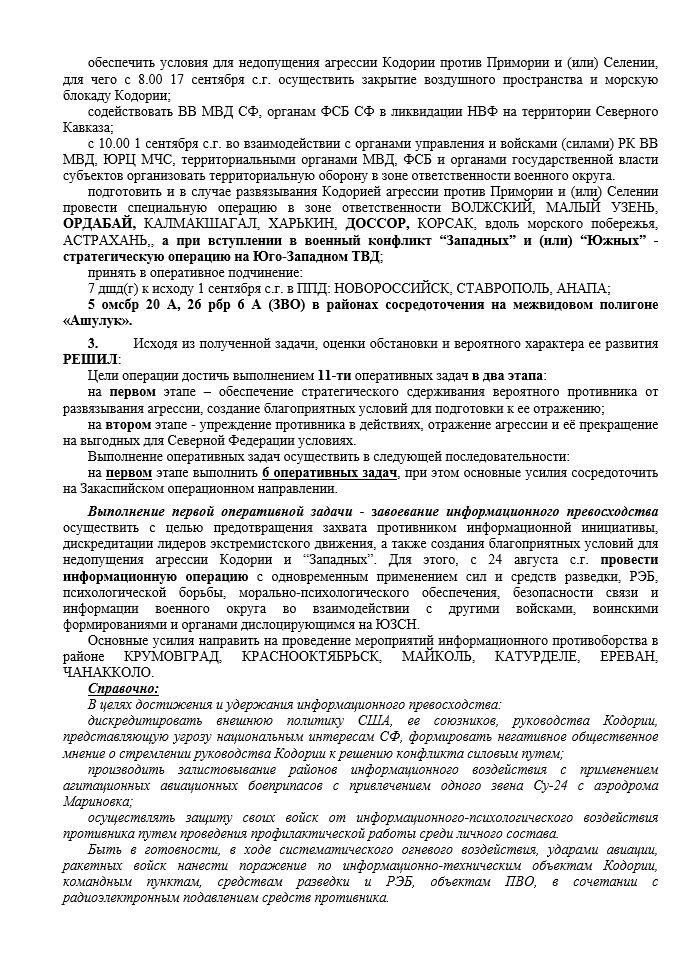 обеспечить условия для недопущения агрессии Кодории против Примории и (или) Селении,
для чего с 8.00 17 сентября с.г. осуществить закрытие воздушного пространства и морскую
блокаду Кодории;
содействовать ВВ МВД СФ, органам ФСБ СФ в ликвидации НВФ на территории Северного
Кавказа;
с 10.00 1 сентября с.г. во взаимодействии с органами управления и войсками (силами) РК ВВ
МВД, ЮРЦ МЧС, территориальными органами МВД, ФСБ и органами государственной власти
субъектов организовать территориальную оборону в зоне ответственности военного округа.
подготовить и в случае развязывания Кодорией агрессии против Примории и (или) Селении
провести специальную операцию в зоне ответственности ВОЛЖСКИЙ, МАЛЫЙ УЗЕНЬ,
ОРДАБАЙ, КАЛМАКШАГАЛ, ХАРЬКИН, ДОССОР, КОРСАК, вдоль морского побережья,
АСТРАХАНЬ,, а при вступлении в военный конфликт “Западных” и (или) “Южных” -
стратегическую операцию на Юго-Западном ТВД;
принять в оперативное подчинение:
7 дшд(г) к исходу 1 сентября с.г. в ППД: НОВОРОССИЙСК, СТАВРОПОЛЬ, АНАПА;
5 омсбр 20 А, 26 рбр 6 А (ЗВО) в районах сосредоточения на межвидовом полигоне
«Ашулук».
3. Исходя из полученной задачи, оценки обстановки и вероятного характера ее развития
РЕШИЛ:
Цели операции достичь выполнением 11-ти оперативных задач в два этапа:
на первом этапе – обеспечение стратегического сдерживания вероятного противника от
развязывания агрессии, создание благоприятных условий для подготовки к ее отражению;
на втором этапе - упреждение противника в действиях, отражение агрессии и её прекращение
на выгодных для Северной Федерации условиях.
Выполнение оперативных задач осуществить в следующей последовательности:
на первом этапе выполнить 6 оперативных задач, при этом основные усилия сосредоточить
на Закаспийском операционном направлении.
Выполнение первой оперативной задачи - завоевание информационного превосходства
осуществить с целью предотвращения захвата противником информационной инициативы,
дискредитации лидеров экстремистского движения, а также создания благоприятных условий для
недопущения агрессии Кодории и “Западных”. Для этого, с 24 августа с.г. провести
информационную операцию с одновременным применением сил и средств разведки, РЭБ,
психологической борьбы, морально-психологического обеспечения, безопасности связи и
информации военного округа во взаимодействии с другими войсками, воинскими
формированиями и органами дислоцирующимся на ЮЗСН.
Основные усилия направить на проведение мероприятий информационного противоборства в
районе КРУМОВГРАД, КРАСНООКТЯБРЬСК, МАЙКОЛЬ, КАТУРДЕЛЕ, ЕРЕВАН,
ЧАНАККОЛО.
Справочно:
В целях достижения и удержания информационного превосходства:
дискредитировать внешнюю политику США, ее союзников, руководства Кодории,
представляющую угрозу национальным интересам СФ, формировать негативное общественное
мнение о стремлении руководства Кодории к решению конфликта силовым путем;
производить залистовывание районов информационного воздействия с применением
агитационных авиационных боеприпасов с привлечением одного звена Су-24 с аэродрома
Мариновка;
осуществлять защиту своих войск от информационного-психологического воздействия
противника путем проведения профилактической работы среди личного состава.
Быть в готовности, в ходе систематического огневого воздействия, ударами авиации,
ракетных войск нанести поражение по информационно-техническим объектам Кодории,
командным пунктам, средствам разведки и РЭБ, объектам ПВО, в сочетании с
радиоэлектронным подавлением средств противника.